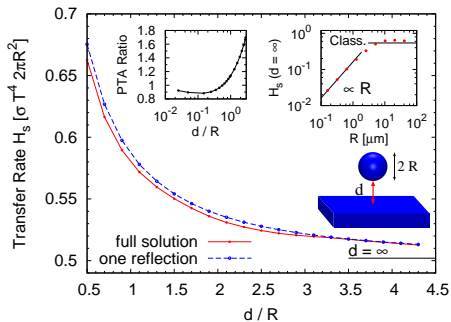 Transfer Rate H_s [σT^4 2πR^2]
0.7
0.65
0.6
0.55
0.5
0.5 1 1.5 2 2.5 3 3.5 4 4.5
d / R
full solution
one reflection
d = ∞
PTA Ratio
1.8
1.6
1.4
1.2
1
0.8
10^-1 10^0
d / R
H_s (d = ∞)
10^0
10^-1
10^-2
10^-1 10^0 10^1 10^2
R [μm]
Class.
∝ R
d
2 R